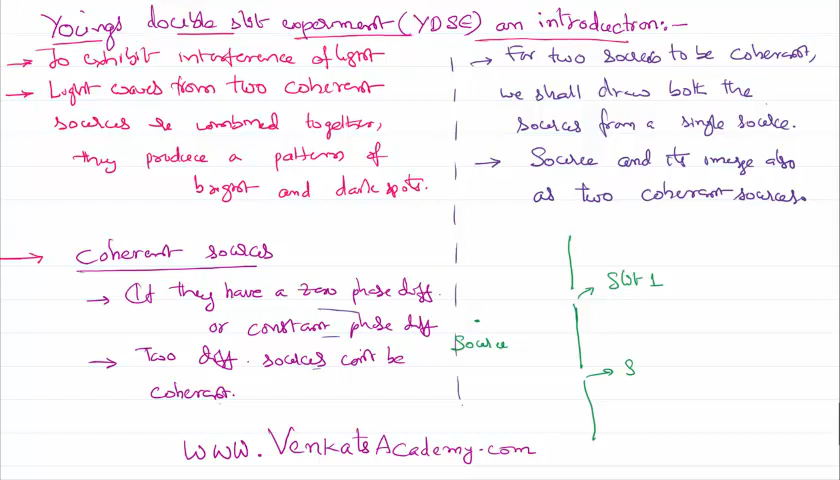 Youngs double slit experment (YDSE) an introduction:-
→ To exhibit interference of light
→ Light waves from two coherent
sources are combined together,
they produce a patterns of
bright and dark spots.
→ For two sources to be coherent,
we shall draw both the
sources from a single source.
→ Source and its image also
as two coherent sources.
→ Coherent sources
→ If they have a zero phase diff.
or constant phase diff
→ Two diff. sources can't be
coherent.
Source
Slit 1
S
www.VenkatsAcademy.com